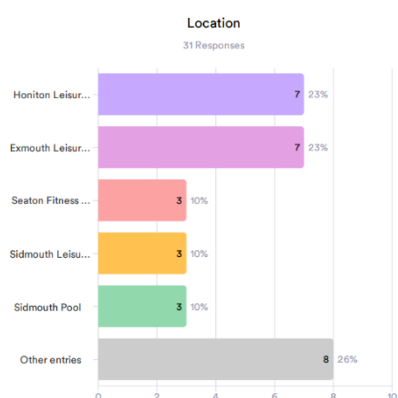 Location
31 Responses
Honiton Leisur... 7 23%
Exmouth Leisur... 7 23%
Seaton Fitness ... 3 10%
Sidmouth Leisu... 3 10%
Sidmouth Pool 3 10%
Other entries 8 26%
0 2 4 6 8 10